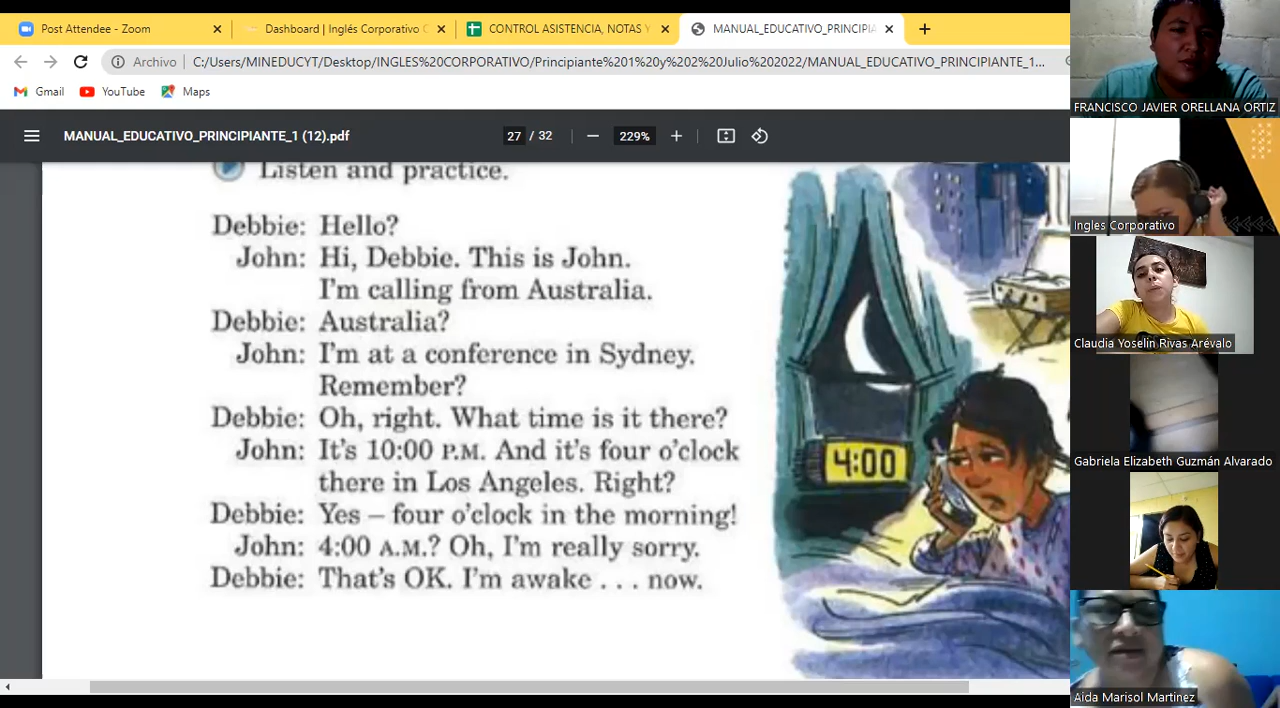 Post Attendee - Zoom
Dashboard | Inglés Corporativo
CONTROL ASISTENCIA, NOTAS Y
MANUAL_EDUCATIVO_PRINCIPIA
Archivo
C:/Users/MINEDUCYT/Desktop/INGLES%20CORPORATIVO/Principiante%201%20y%202%20Julio%202022/MANUAL_EDUCATIVO_PRINCIPIANTE_1...
Gmail
YouTube
Maps
MANUAL_EDUCATIVO_PRINCIPIANTE_1 (12).pdf
27 / 32
229%
Listen and practice.
Debbie: Hello?
John: Hi, Debbie. This is John.
I'm calling from Australia.
Debbie: Australia?
John: I'm at a conference in Sydney.
Remember?
Debbie: Oh, right. What time is it there?
John: It's 10:00 P.M. And it's four o'clock
there in Los Angeles. Right?
Debbie: Yes – four o'clock in the morning!
John: 4:00 A.M.? Oh, I'm really sorry.
Debbie: That's OK. I'm awake . . . now.
4:00
FRANCISCO JAVIER ORELLANA ORTIZ
Ingles Corporativo
Claudia Yoselin Rivas Arévalo
Gabriela Elizabeth Guzmán Alvarado
Aída Marisol Martínez